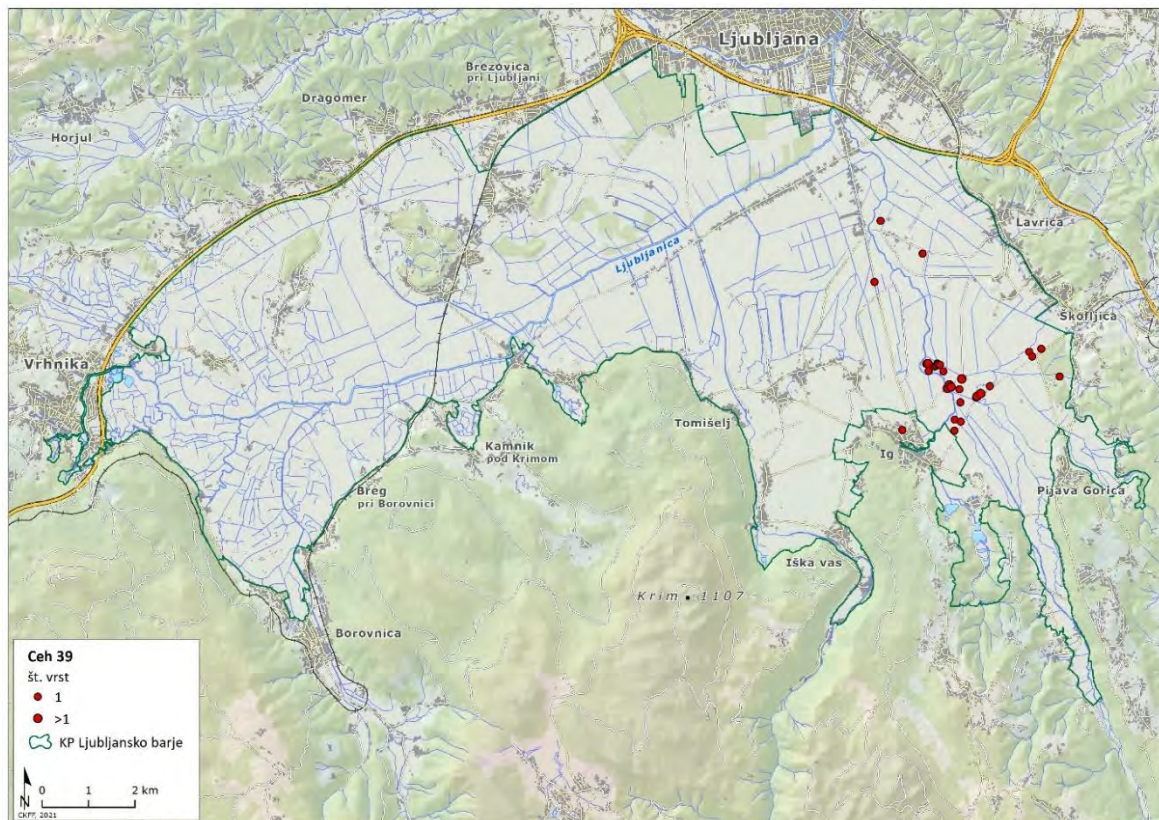 Ljubljana
Brezovica
pri Ljubljani
Dragomer
Horjul
Ljubljanica
Lavrica
Škofljica
Vrhnika
Tomišelj
Ig
Kamnik
pod Krimom
Pijava Gorica
Breg
pri Borovnici
Iška vas
Krim 1107
Borovnica
Ceh 39
št. vrst
1
>1
KP Ljubljansko barje
N
0 1 2 km
CKFF, 2021